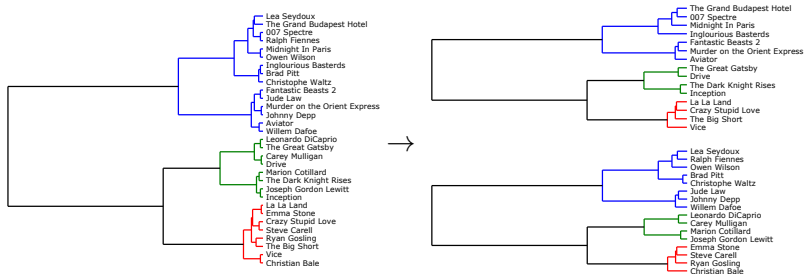 Lea Seydoux
The Grand Budapest Hotel
007 Spectre
Ralph Fiennes
Midnight In Paris
Owen Wilson
Inglourious Basterds
Brad Pitt
Christophe Waltz
Fantastic Beasts 2
Jude Law
Murder on the Orient Express
Johnny Depp
Aviator
Willem Dafoe
Leonardo DiCaprio
The Great Gatsby
Carey Mulligan
Drive
Marion Cotillard
The Dark Knight Rises
Joseph Gordon Lewitt
Inception
La La Land
Emma Stone
Crazy Stupid Love
Steve Carell
Ryan Gosling
The Big Short
Vice
Christian Bale
The Grand Budapest Hotel
007 Spectre
Midnight In Paris
Inglourious Basterds
Fantastic Beasts 2
Murder on the Orient Express
Aviator
The Great Gatsby
Drive
The Dark Knight Rises
Inception
La La Land
Crazy Stupid Love
The Big Short
Vice
Lea Seydoux
Ralph Fiennes
Owen Wilson
Brad Pitt
Christophe Waltz
Jude Law
Johnny Depp
Willem Dafoe
Leonardo DiCaprio
Carey Mulligan
Marion Cotillard
Joseph Gordon Lewitt
Emma Stone
Steve Carell
Ryan Gosling
Christian Bale